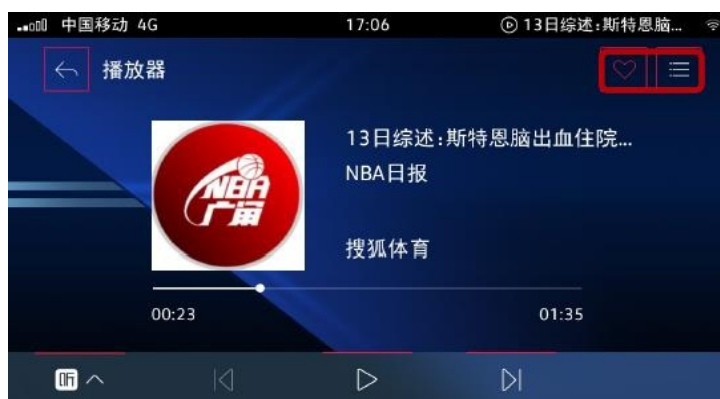 中国移动 4G 17:06 13日综述:斯特恩脑...
播放器
13日综述:斯特恩脑出血住院...
NBA日报
NBA
广角
搜狐体育
00:23 01:35
听